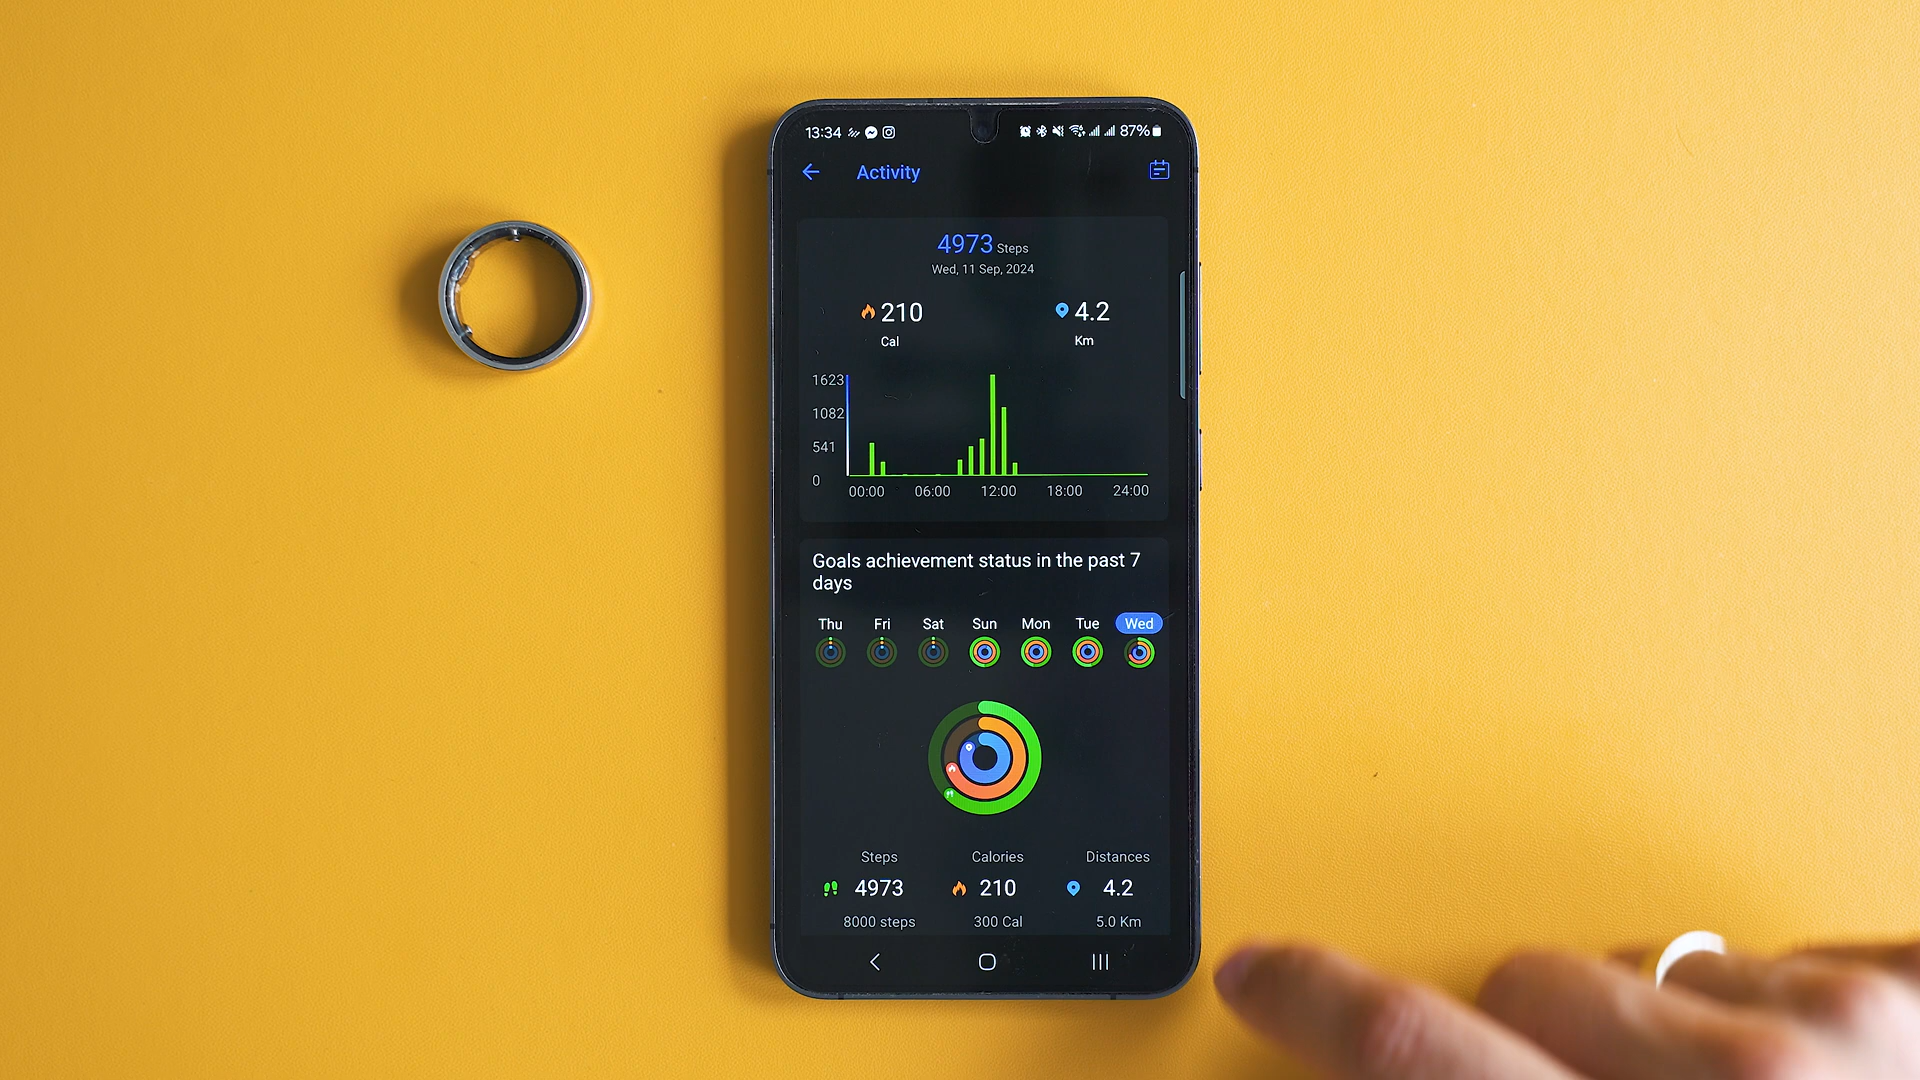 13:34 87%
Activity
4973 Steps
Wed, 11 Sep, 2024
210 4.2
Cal Km
1623
1082
541
0
00:00 06:00 12:00 18:00 24:00
Goals achievement status in the past 7
days
Thu Fri Sat Sun Mon Tue Wed
Steps Calories Distances
4973 210 4.2
8000 steps 300 Cal 5.0 Km